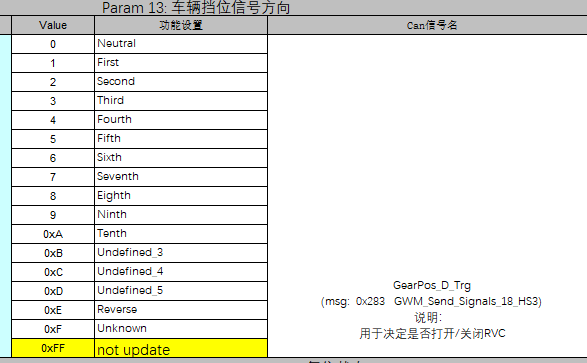 Param 13: 车辆挡位信号方向
Value 功能设置 Can信号名
0 Neutral
1 First
2 Second
3 Third
4 Fourth
5 Fifth
6 Sixth
7 Seventh
8 Eighth
9 Ninth
0xA Tenth
0xB Undefined_3
0xC Undefined_4
0xD Undefined_5
0xE Reverse
0xF Unknown
0xFF not update
GearPos_D_Trg
(msg: 0x283 GWM_Send_Signals_18_HS3)
说明:
用于决定是否打开/关闭RVC